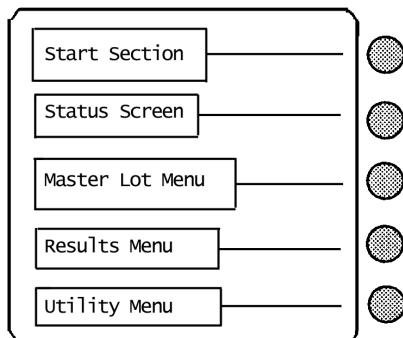 Start Section
Status Screen
Master Lot Menu
Results Menu
Utility Menu